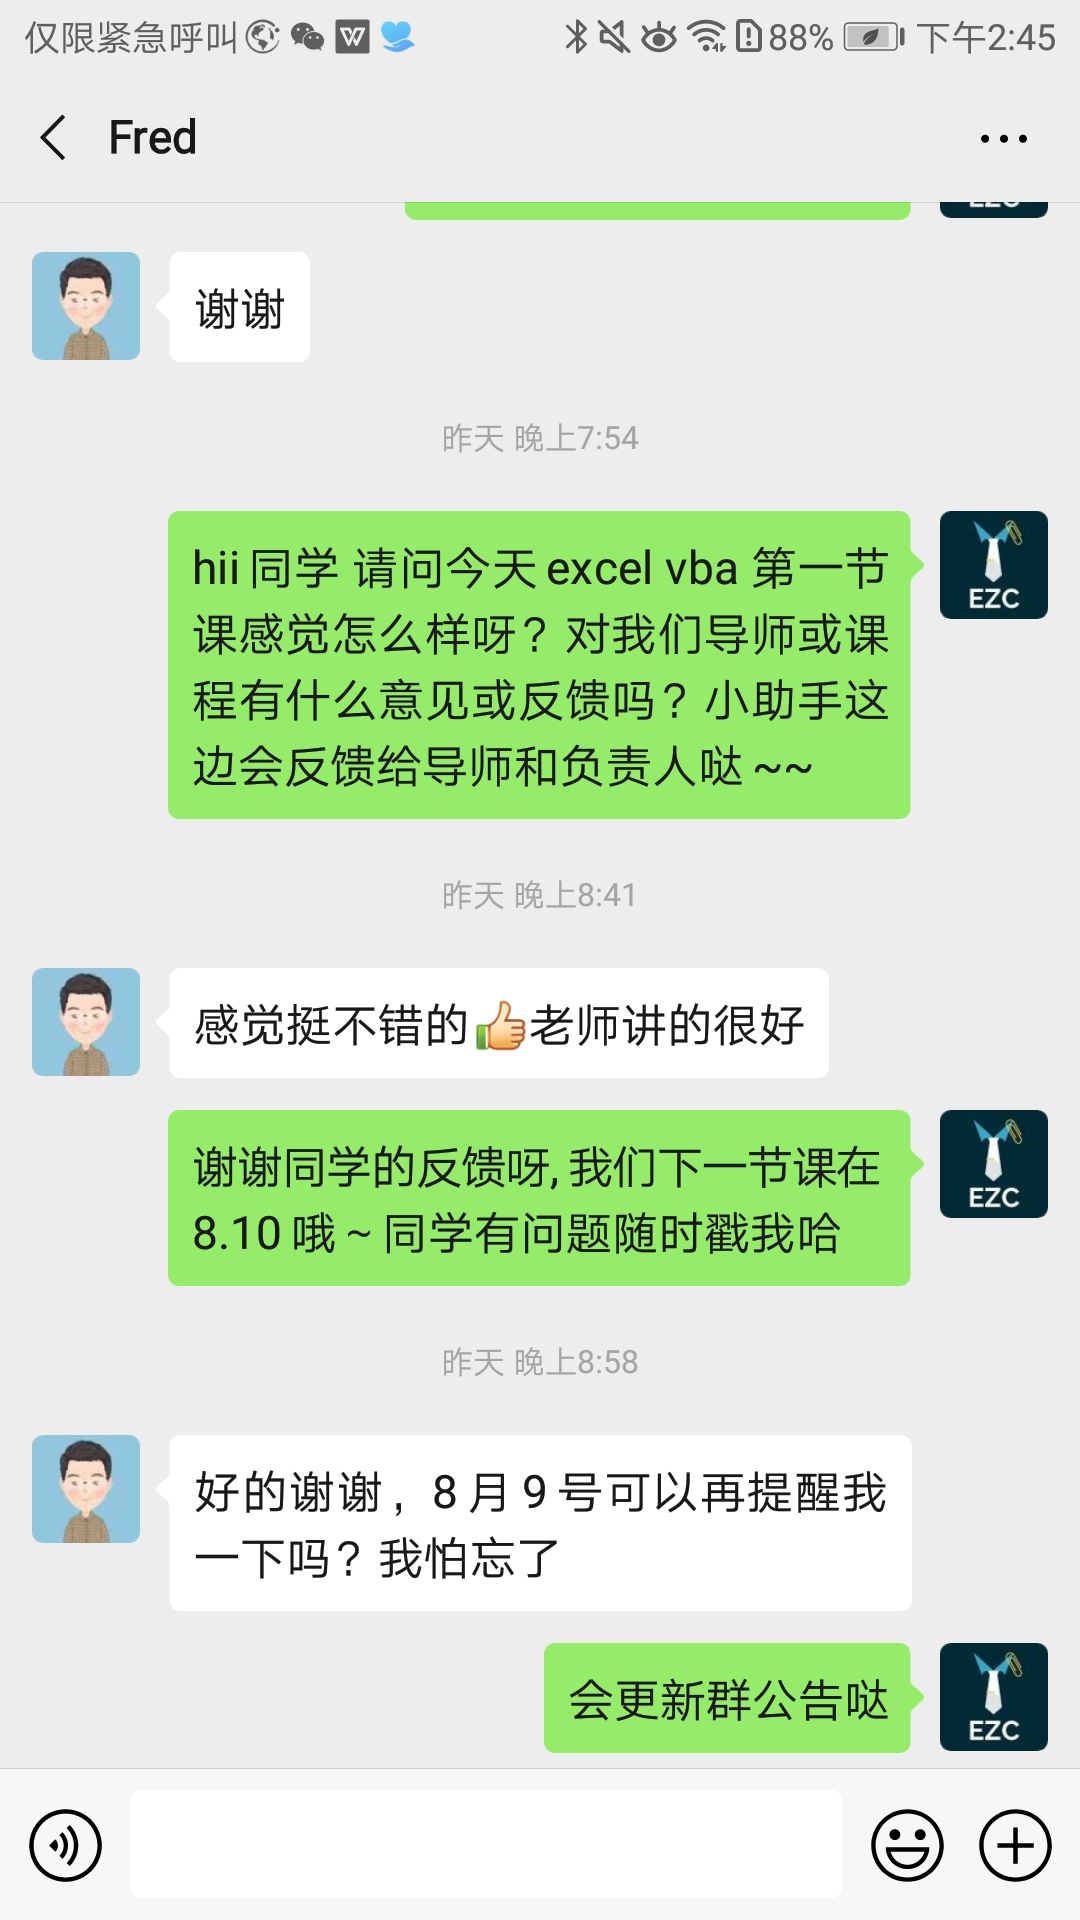 仅限紧急呼叫 88% 下午2:45
Fred
EZC
谢谢
昨天 晚上7:54
hii 同学 请问今天 excel vba 第一节
课感觉怎么样呀？对我们导师或课
程有什么意见或反馈吗？小助手这
边会反馈给导师和负责人哒 ~~
EZC
昨天 晚上8:41
感觉挺不错的👍老师讲的很好
谢谢同学的反馈呀, 我们下一节课在
8.10 哦 ~ 同学有问题随时戳我哈
EZC
昨天 晚上8:58
好的谢谢，8 月 9 号可以再提醒我
一下吗？我怕忘了
会更新群公告哒
EZC